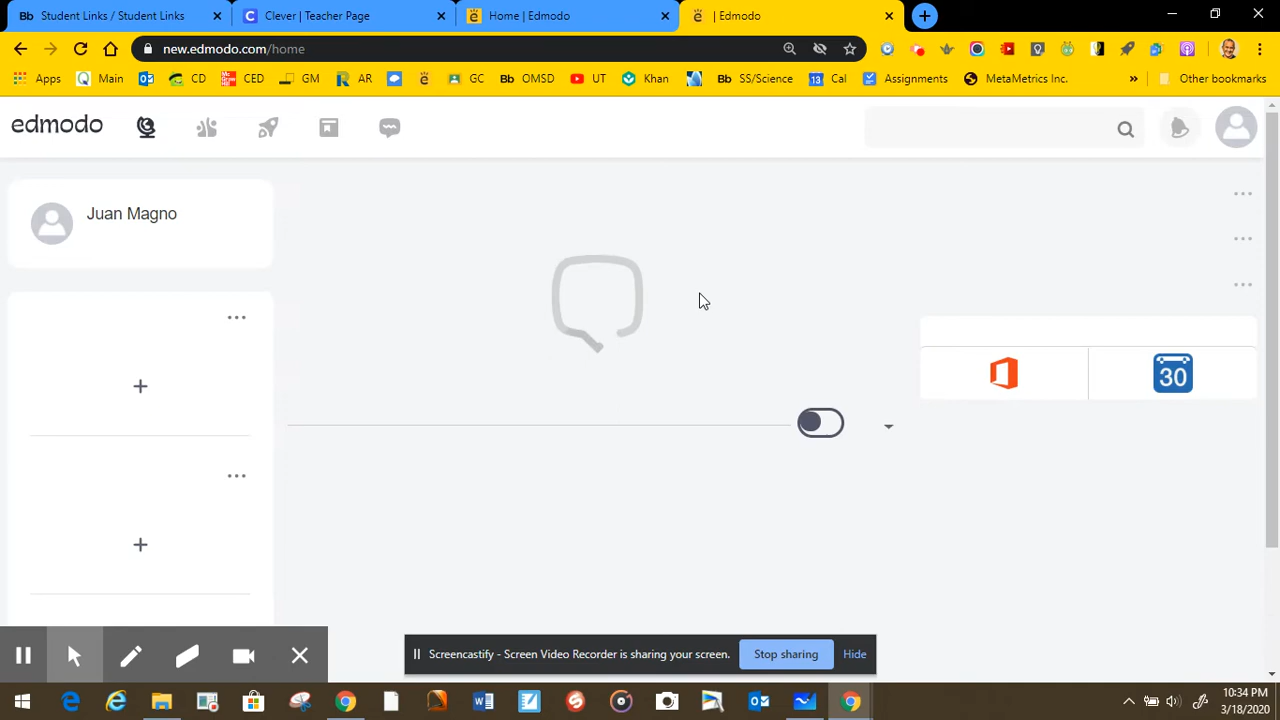 Bb Student Links / Student Links
C Clever | Teacher Page
Home | Edmodo
| Edmodo
new.edmodo.com/home
Apps
Main
CD
CED
GM
AR
GC
Bb OMSD
UT
Khan
Bb SS/Science
13 Cal
Assignments
MetaMetrics Inc.
»
Other bookmarks
edmodo
Juan Magno
30
Screencastify - Screen Video Recorder is sharing your screen.
Stop sharing
Hide
10:34 PM
3/18/2020